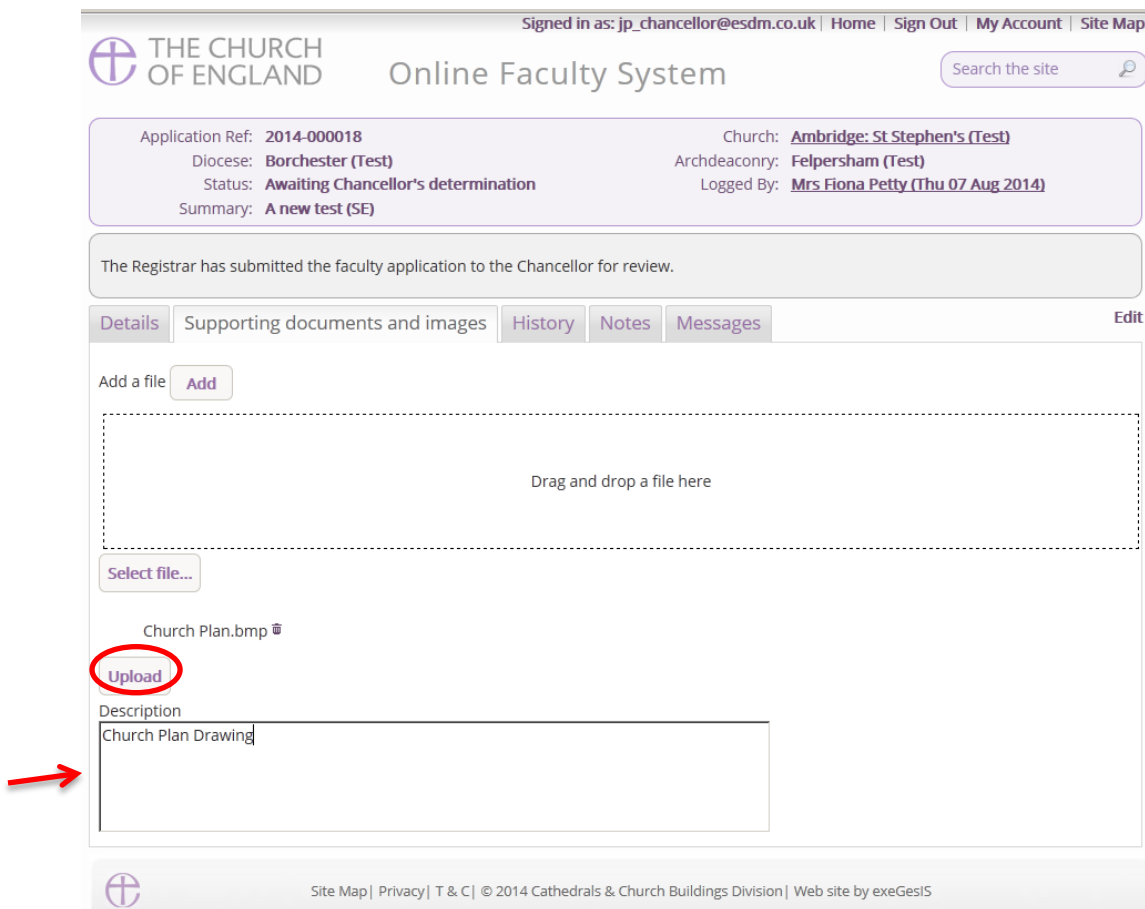 Signed in as: jp_chancellor@esdm.co.uk | Home | Sign Out | My Account | Site Map
THE CHURCH
OF ENGLAND
Online Faculty System
Search the site
Application Ref: 2014-000018
Church: Ambridge: St Stephen's (Test)
Diocese: Borchester (Test)
Archdeaconry: Felpersham (Test)
Status: Awaiting Chancellor's determination
Logged By: Mrs Fiona Petty (Thu 07 Aug 2014)
Summary: A new test (SE)
The Registrar has submitted the faculty application to the Chancellor for review.
Details Supporting documents and images History Notes Messages
Edit
Add a file Add
Drag and drop a file here
Select file...
Church Plan.bmp
Upload
Description
Church Plan Drawing
Site Map| Privacy| T & C| © 2014 Cathedrals & Church Buildings Division| Web site by exeGesIS